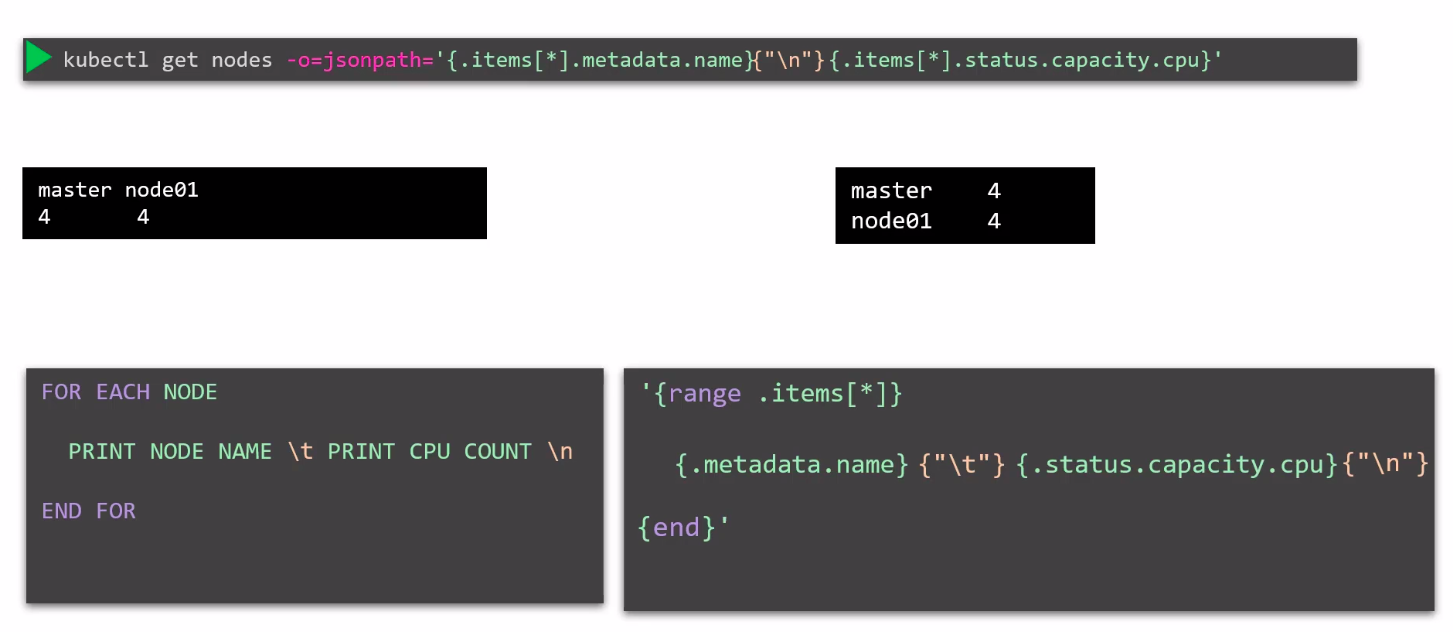 kubectl get nodes -o=jsonpath='{.items[*].metadata.name}{"\n"}{.items[*].status.capacity.cpu}'
master node01
4 4
master 4
node01 4
FOR EACH NODE
PRINT NODE NAME \t PRINT CPU COUNT \n
END FOR
'{range .items[*]}
{.metadata.name} {"\t"} {.status.capacity.cpu}{"\n"}
{end}'